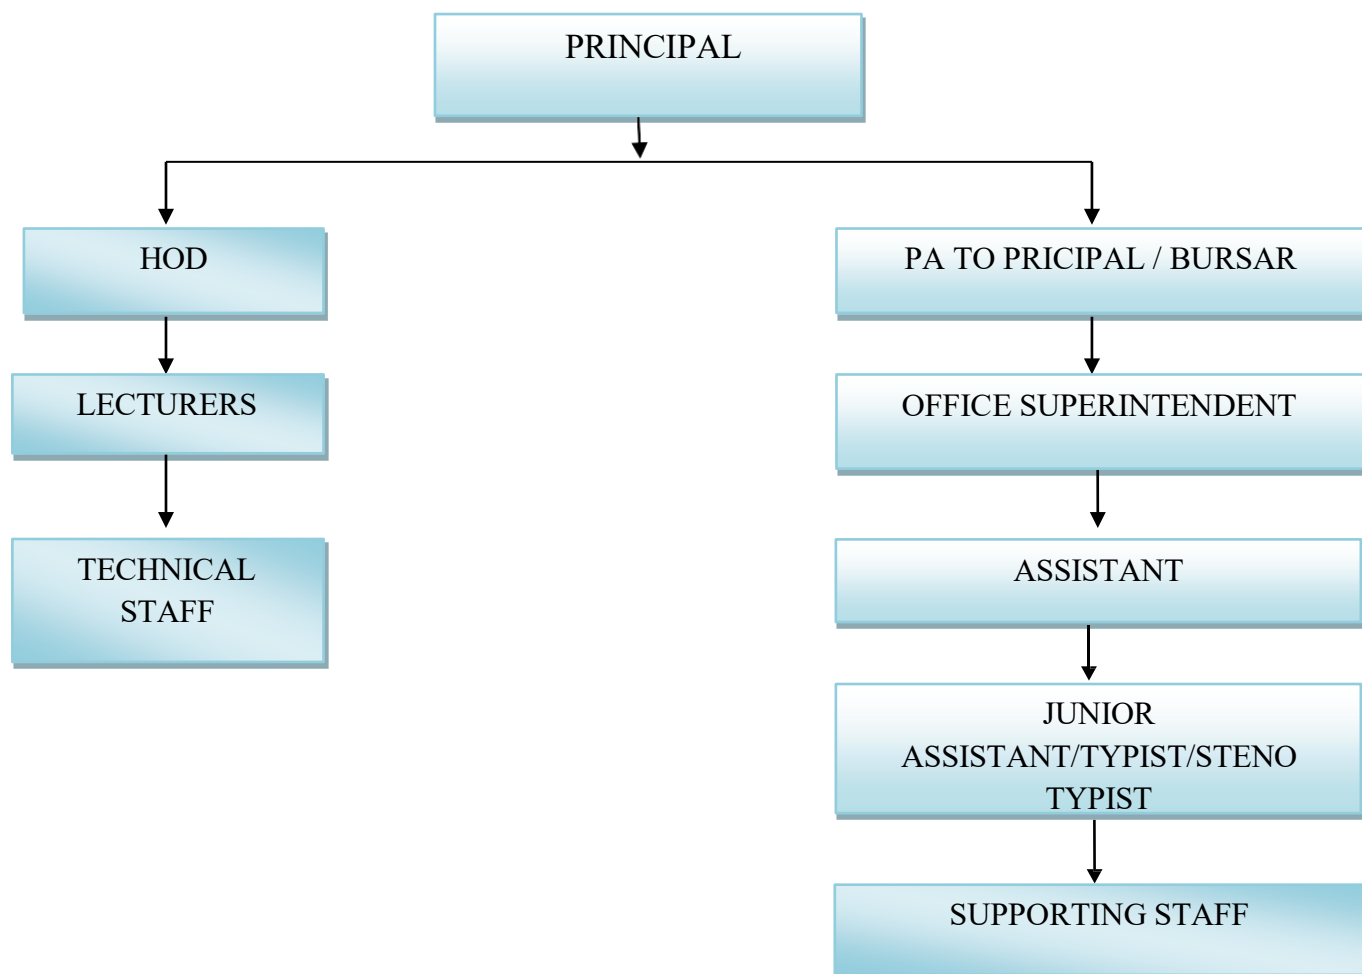 PRINCIPAL
HOD
PA TO PRICIPAL / BURSAR
LECTURERS
OFFICE SUPERINTENDENT
TECHNICAL
STAFF
ASSISTANT
JUNIOR
ASSISTANT/TYPIST/STENO
TYPIST
SUPPORTING STAFF